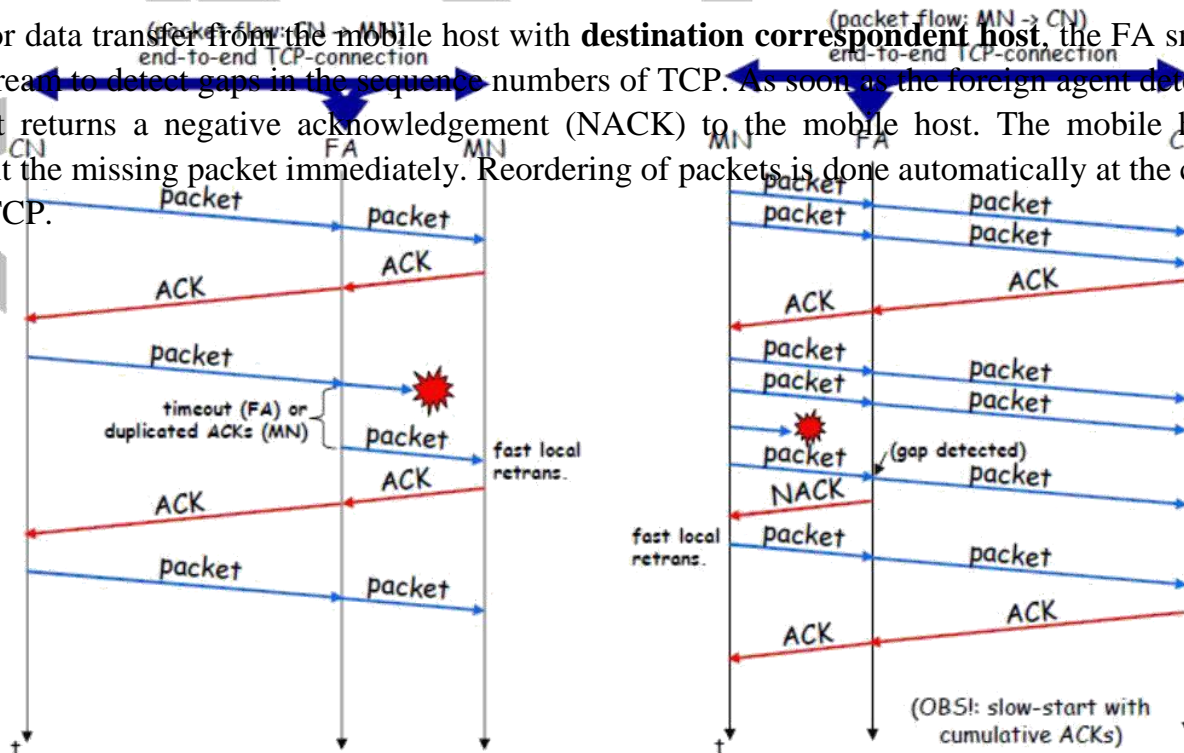 (packet flow: CN -> MN)
end-to-end TCP-connection
(packet flow: MN -> CN)
end-to-end TCP-connection
or data transfer from the mobile host with destination correspondent host, the FA sn
ream to detect gaps in the sequence numbers of TCP. As soon as the foreign agent dete
t returns a negative acknowledgement (NACK) to the mobile h
t the missing packet immediately. Reordering of packets is done automatically at the c
TCP.
CN FA MN
packet
packet
ACK
ACK
packet
timeout (FA) or
duplicated ACKs (MN)
packet
fast local
retrans.
ACK
ACK
packet
packet
t
MN FA C
packet
packet
packet
packet
ACK
ACK
packet
packet
packet
packet
packet
(gap detected)
packet
NACK
fast local
retrans.
packet
packet
ACK
ACK
(OBS!: slow-start with
cumulative ACKs)
t